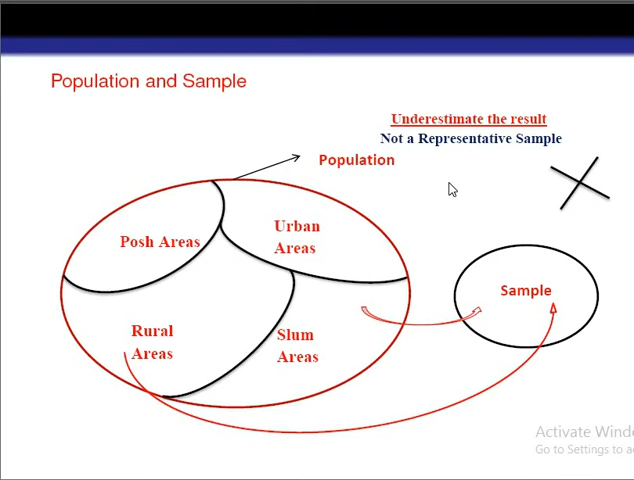 Population and Sample
Underestimate the result
Not a Representative Sample
Population
Posh Areas
Urban
Areas
Sample
Rural
Areas
Slum
Areas
Activate Wind
Go to Settings to a